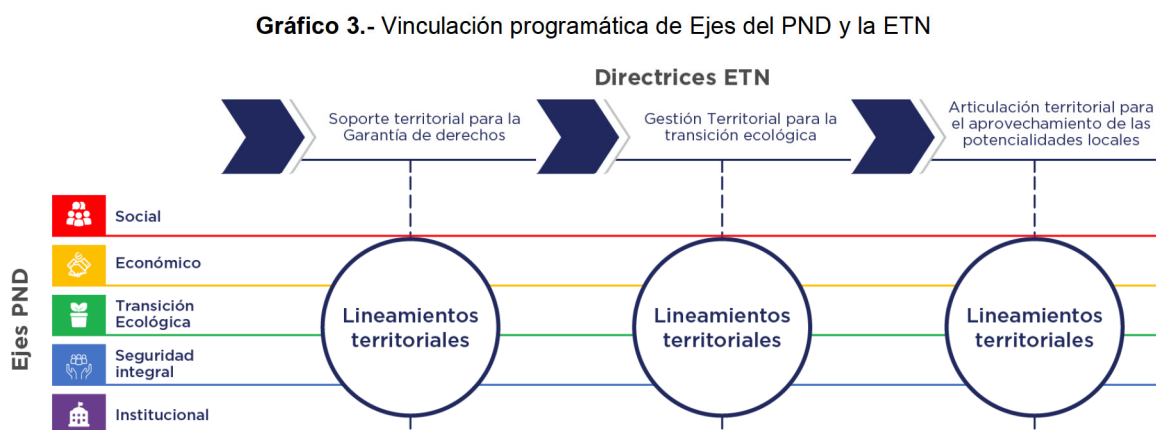 Gráfico 3.- Vinculación programática de Ejes del PND y la ETN
Directrices ETN
Soporte territorial para la
Garantía de derechos
Gestión Territorial para la
transición ecológica
Articulación territorial para
el aprovechamiento de las
potencialidades locales
Ejes PND
Social
Económico
Transición
Ecológica
Seguridad
integral
Institucional
Lineamientos
territoriales
Lineamientos
territoriales
Lineamientos
territoriales